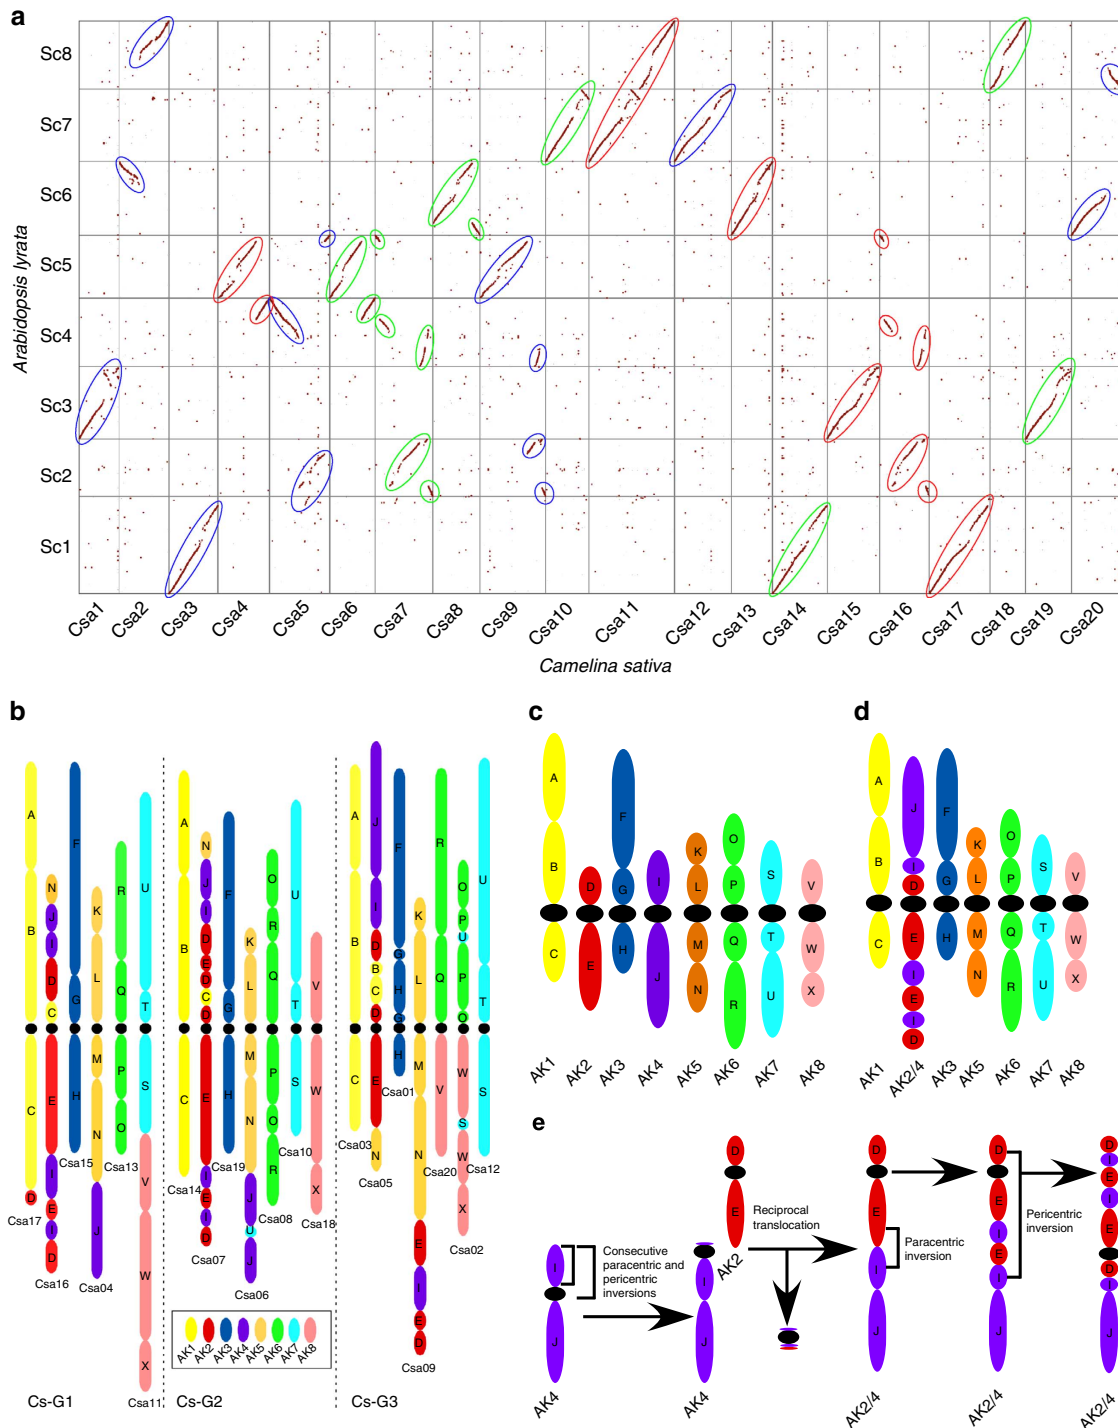 a
Sc8
Sc7
Sc6
Sc5
Sc4
Sc3
Sc2
Sc1
Arabidopsis lyrata
Csa1 Csa2 Csa3 Csa4 Csa5 Csa6 Csa7 Csa8 Csa9 Csa10 Csa11 Csa12 Csa13 Csa14 Csa15 Csa16 Csa17 Csa18 Csa19 Csa20
Camelina sativa
b
A
B
C
D
Csa17
N
J
I
D
C
E
I
E
I
D
Csa16
F
G
H
Csa15
K
L
M
N
J
Csa04
R
Q
P
O
Csa13
U
T
S
V
W
X
Csa11
Cs-G1
A
B
C
Csa14
N
J
I
D
E
D
C
D
E
I
E
I
D
Csa07
F
G
H
Csa19
K
L
M
N
J
U
J
Csa06
O
R
Q
P
O
R
Csa08
U
T
S
Csa10
V
W
X
Csa18
AK1 AK2 AK3 AK4 AK5 AK6 AK7 AK8
Cs-G2
A
B
C
Csa03
J
I
D
B
C
D
E
N
Csa05
F
G
H
G
H
Csa01
K
L
M
N
E
I
E
D
Csa09
R
Q
V
Csa20
O
P
U
P
O
W
S
W
X
Csa02
U
T
S
Csa12
Cs-G3
c
A
B
C
AK1
D
E
AK2
F
G
H
AK3
I
J
AK4
K
L
M
N
AK5
O
P
Q
R
AK6
S
T
U
AK7
V
W
X
AK8
d
A
B
C
AK1
J
I
D
E
I
E
I
D
AK2/4
F
G
H
AK3
K
L
M
N
AK5
O
P
Q
R
AK6
S
T
U
AK7
V
W
X
AK8
e
I
J
AK4
Consecutive
paracentric and
pericentric
inversions
I
J
AK4
D
E
AK2
Reciprocal
translocation
D
E
I
J
AK2/4
Paracentric
inversion
D
E
I
E
I
J
AK2/4
Pericentric
inversion
D
I
E
I
E
D
I
J
AK2/4